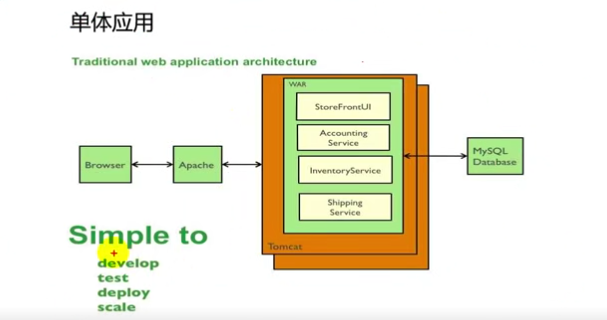 单体应用
Traditional web application architecture
WAR
StoreFrontUI
Accounting
Service
InventoryService
Shipping
Service
Tomcat
Browser
Apache
MySQL
Database
Simple to
develop
test
deploy
scale